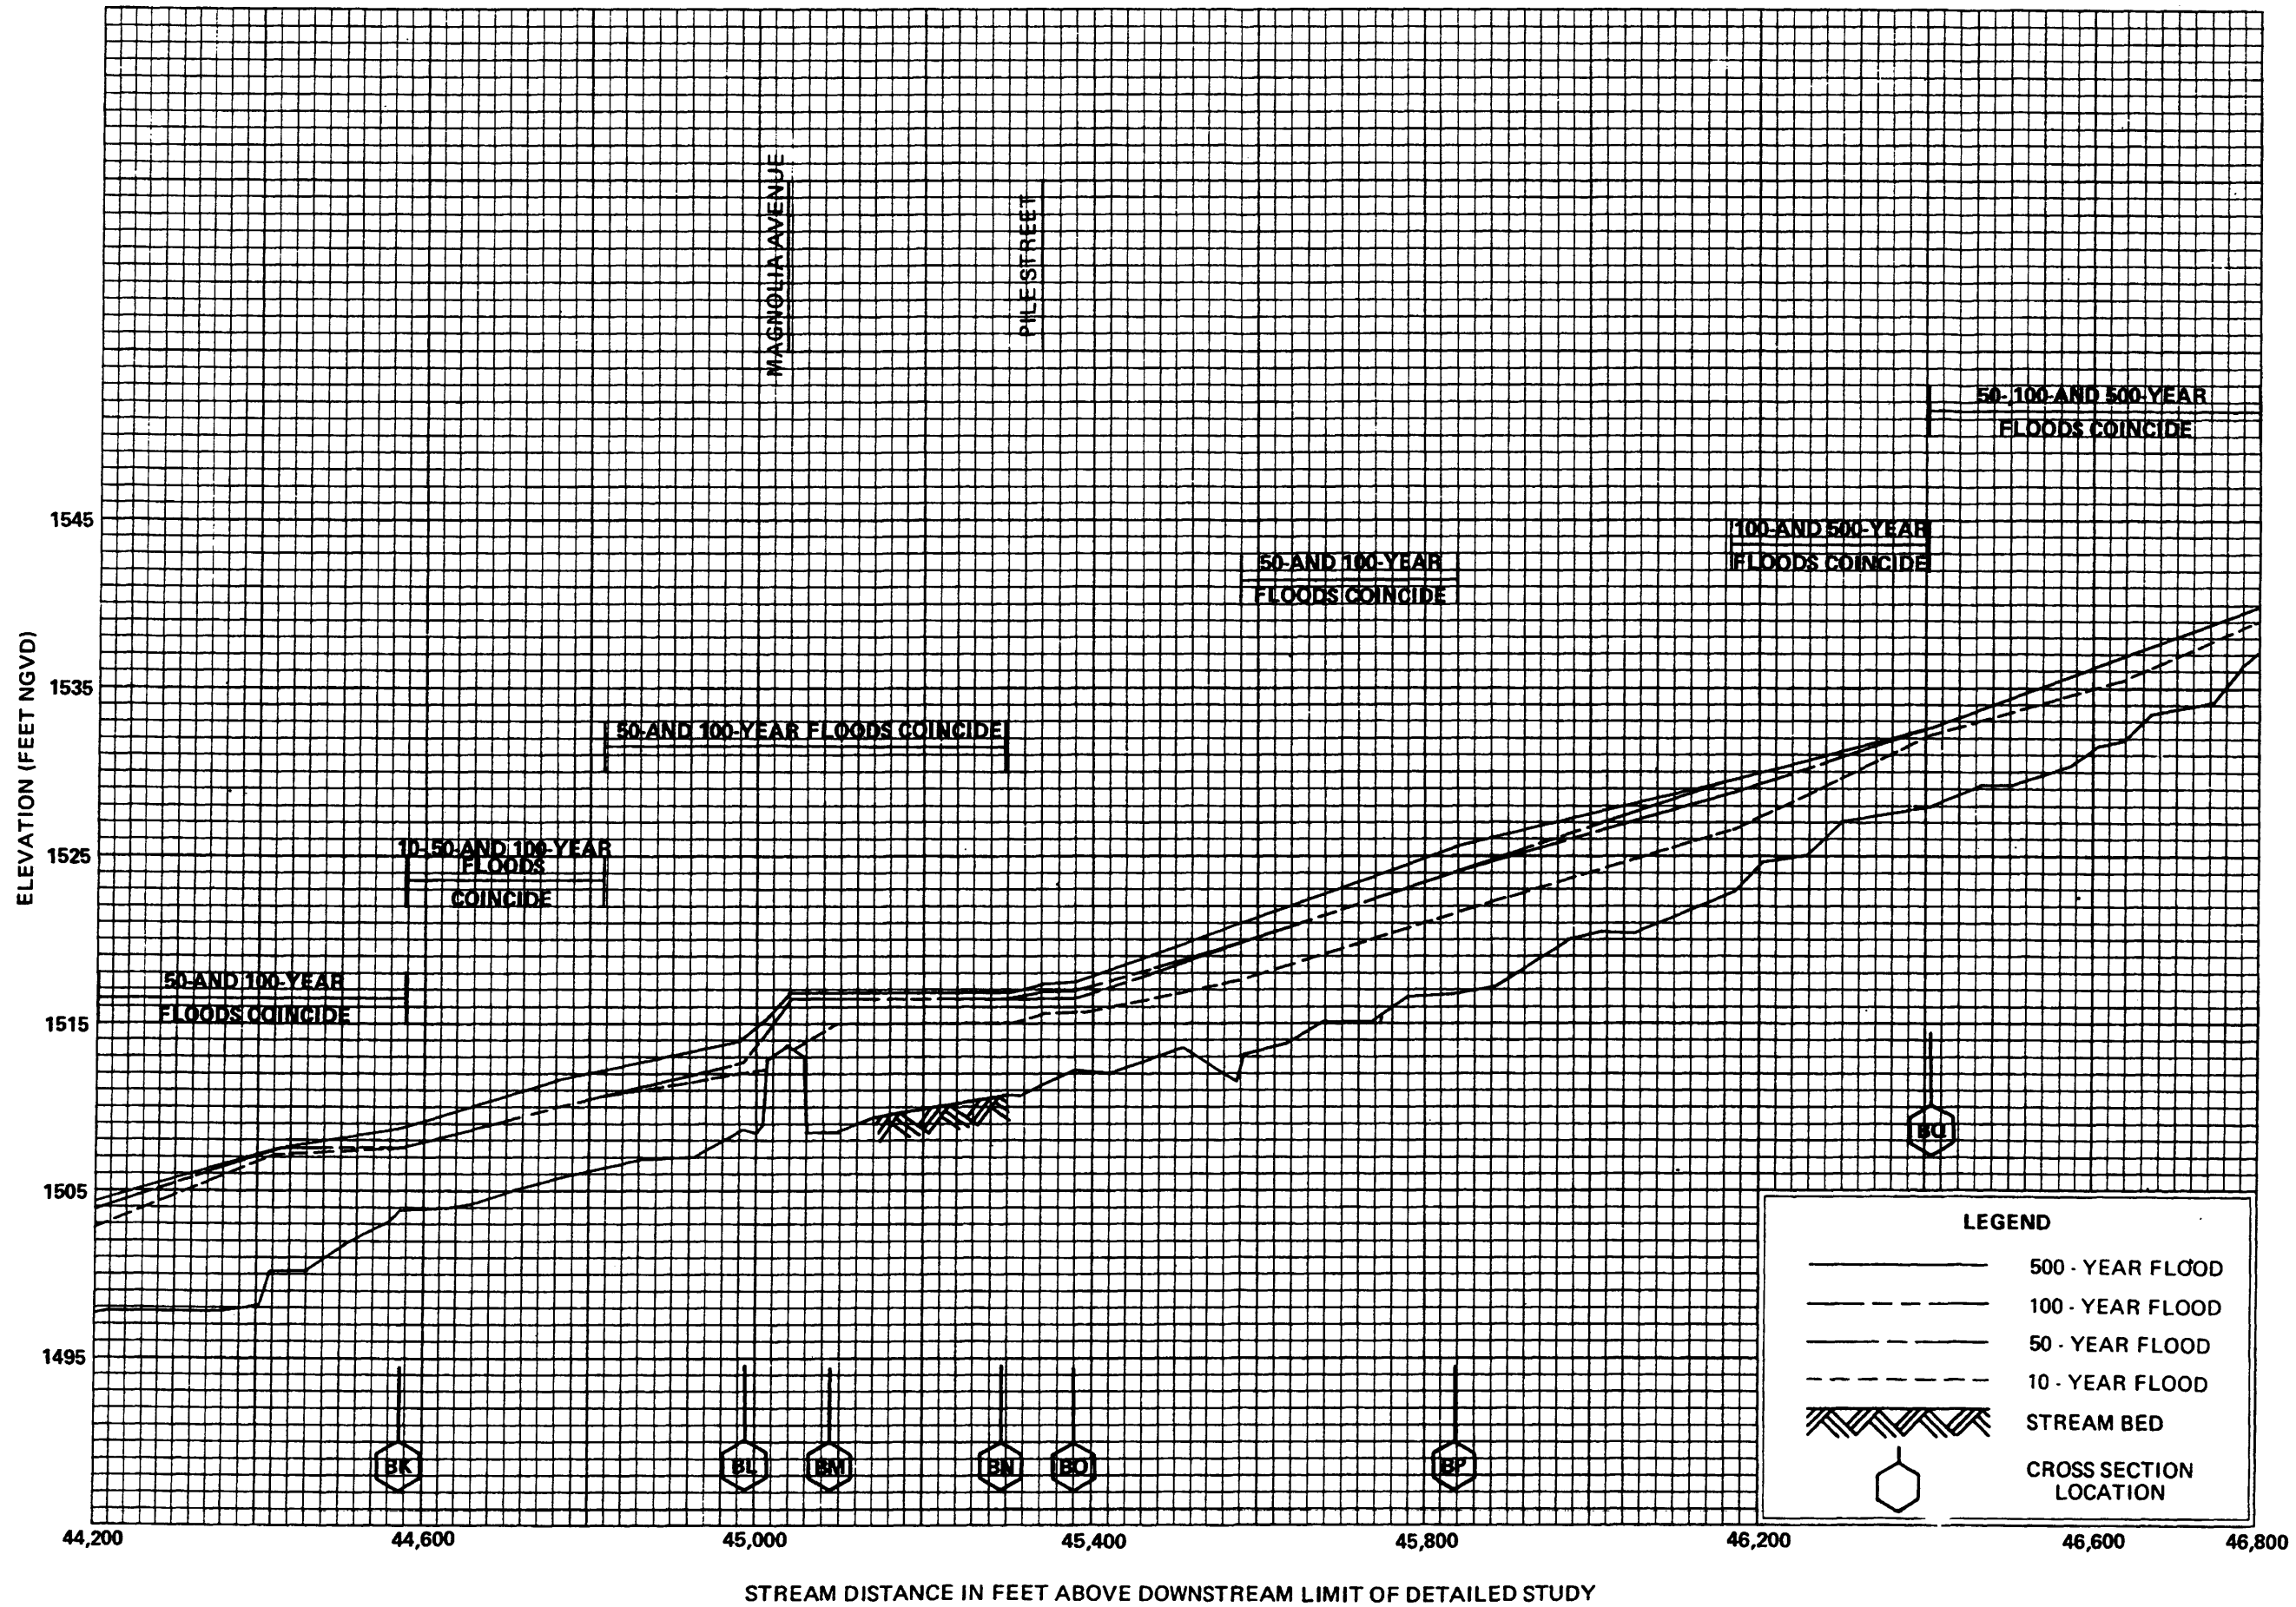 MAGNOLIA AVENUE
PILE STREET
50-, 100-AND 500-YEAR
FLOODS COINCIDE
100-AND 500-YEAR
FLOODS COINCIDE
50-AND 100-YEAR
FLOODS COINCIDE
50-AND 100-YEAR FLOODS COINCIDE
10-,50-AND 100-YEAR
FLOODS
COINCIDE
50-AND 100-YEAR
FLOODS COINCIDE
ELEVATION (FEET NGVD)
1545
1535
1525
1515
1505
1495
BK
BL
BM
BN
BO
BP
BQ
LEGEND
500 - YEAR FLOOD
100 - YEAR FLOOD
50 - YEAR FLOOD
10 - YEAR FLOOD
STREAM BED
CROSS SECTION
LOCATION
44,200
44,600
45,000
45,400
45,800
46,200
46,600
46,800
STREAM DISTANCE IN FEET ABOVE DOWNSTREAM LIMIT OF DETAILED STUDY